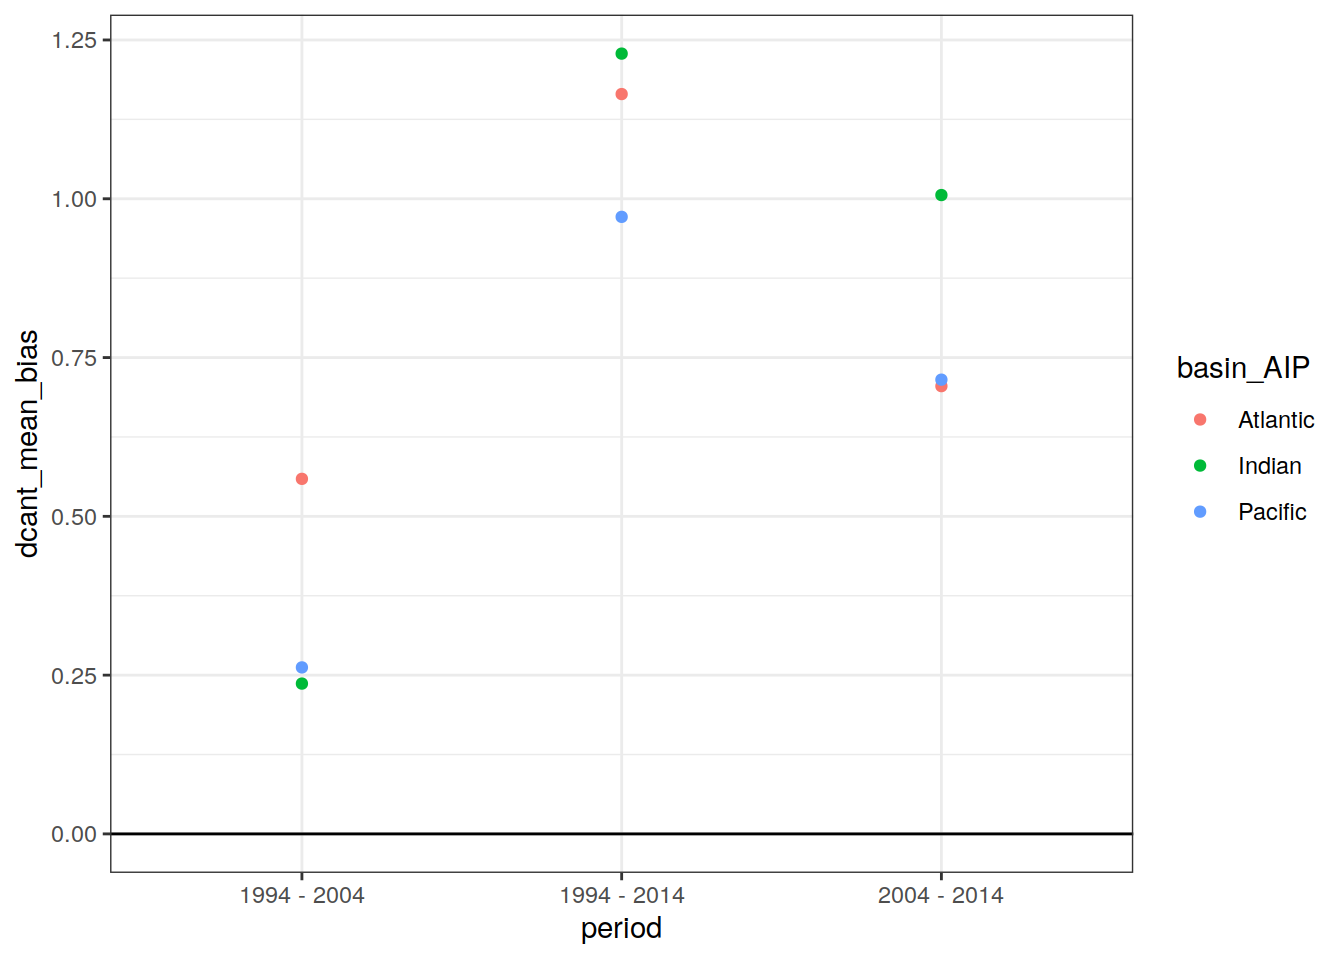 1.25
1.00
0.75
0.50
0.25
0.00
dcant_mean_bias
1994 - 2004
1994 - 2014
2004 - 2014
period
basin_AIP
Atlantic
Indian
Pacific